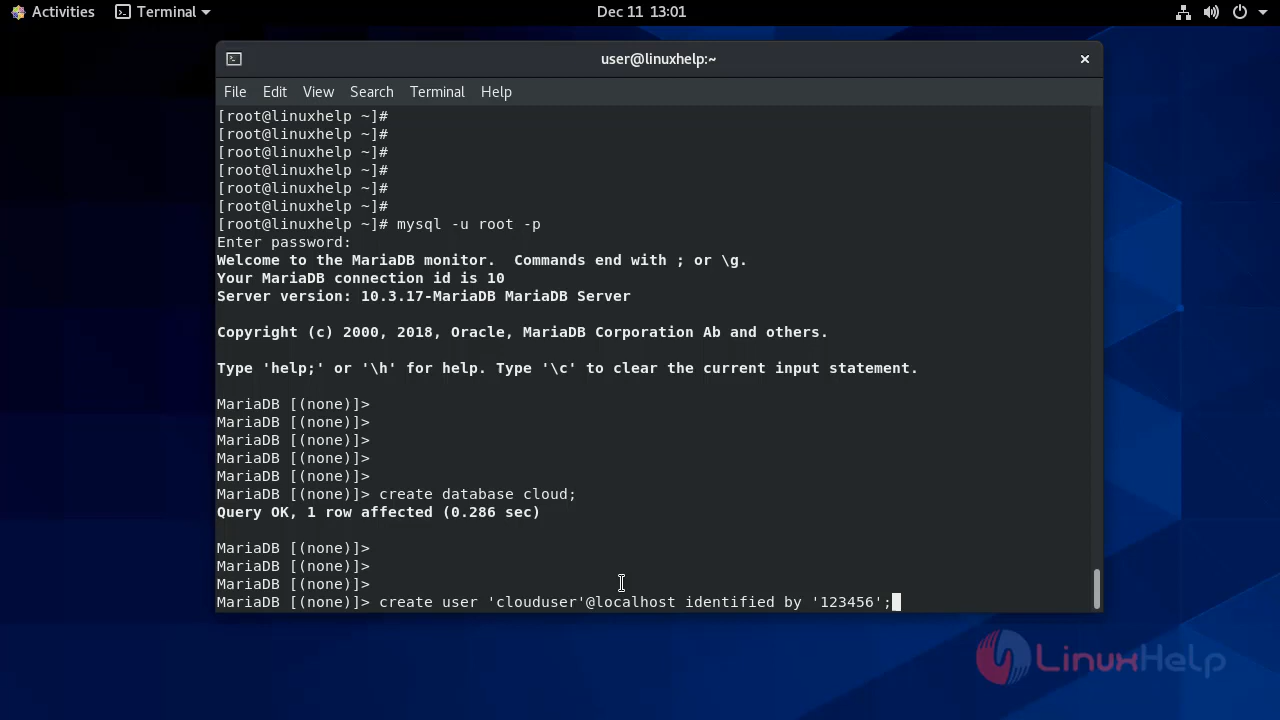 Activities Terminal Dec 11 13:01
user@linuxhelp:~
File Edit View Search Terminal Help
[root@linuxhelp ~]#
[root@linuxhelp ~]#
[root@linuxhelp ~]#
[root@linuxhelp ~]#
[root@linuxhelp ~]#
[root@linuxhelp ~]#
[root@linuxhelp ~]# mysql -u root -p
Enter password:
Welcome to the MariaDB monitor.  Commands end with ; or \g.
Your MariaDB connection id is 10
Server version: 10.3.17-MariaDB MariaDB Server
Copyright (c) 2000, 2018, Oracle, MariaDB Corporation Ab and others.
Type 'help;' or '\h' for help. Type '\c' to clear the current input statement.
MariaDB [(none)]>
MariaDB [(none)]>
MariaDB [(none)]>
MariaDB [(none)]>
MariaDB [(none)]>
MariaDB [(none)]> create database cloud;
Query OK, 1 row affected (0.286 sec)
MariaDB [(none)]>
MariaDB [(none)]>
MariaDB [(none)]>
MariaDB [(none)]> create user 'clouduser'@localhost identified by '123456';
LinuxHelp